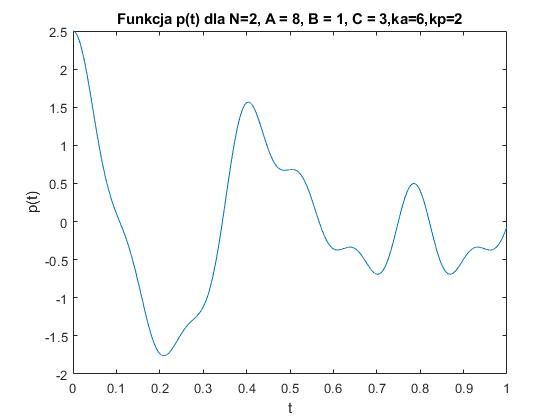 Funkcja p(t) dla N=2, A = 8, B = 1, C = 3,ka=6,kp=2
2.5
2
1.5
1
0.5
0
-0.5
-1
-1.5
-2
p(t)
0 0.1 0.2 0.3 0.4 0.5 0.6 0.7 0.8 0.9 1
t